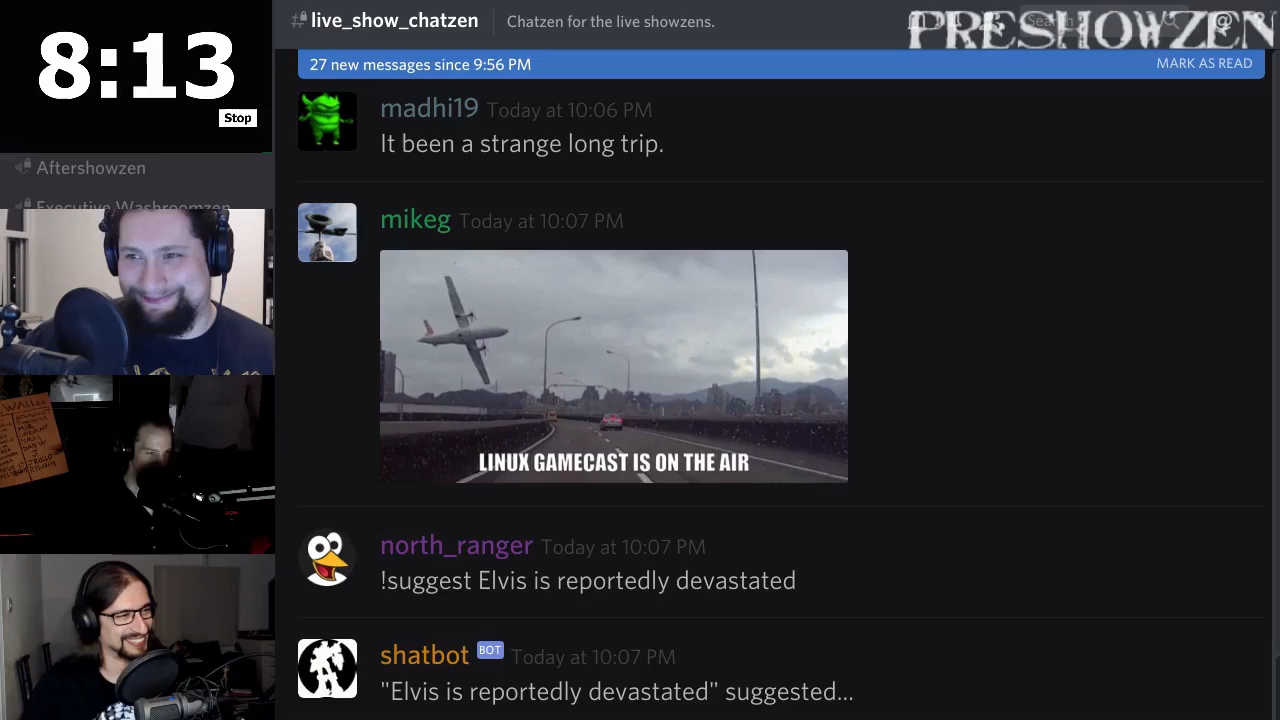 8:13
Stop
Aftershowzen
Executive Washroomzen
live_show_chatzen
Chatzen for the live showzens.
Search
PRESHOWZEN
27 new messages since 9:56 PM
MARK AS READ
madhi19 Today at 10:06 PM
It been a strange long trip.
mikeg Today at 10:07 PM
LINUX GAMECAST IS ON THE AIR
north_ranger Today at 10:07 PM
!suggest Elvis is reportedly devastated
shatbot BOT Today at 10:07 PM
"Elvis is reportedly devastated" suggested...